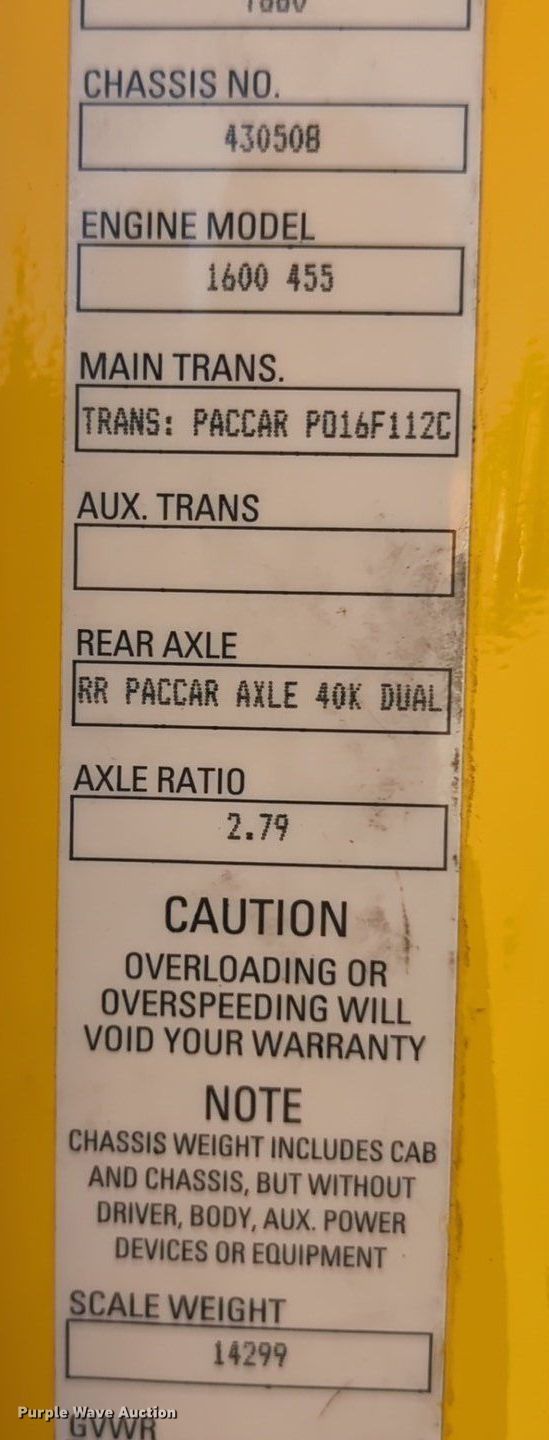 CHASSIS NO.
430508
ENGINE MODEL
1600 455
MAIN TRANS.
TRANS: PACCAR PO16F112C
AUX. TRANS
REAR AXLE
RR PACCAR AXLE 40K DUAL
AXLE RATIO
2.79
CAUTION
OVERLOADING OR
OVERSPEEDING WILL
VOID YOUR WARRANTY
NOTE
CHASSIS WEIGHT INCLUDES CAB
AND CHASSIS, BUT WITHOUT
DRIVER, BODY, AUX. POWER
DEVICES OR EQUIPMENT
SCALE WEIGHT
14299
Purple Wave Auction
GVWR